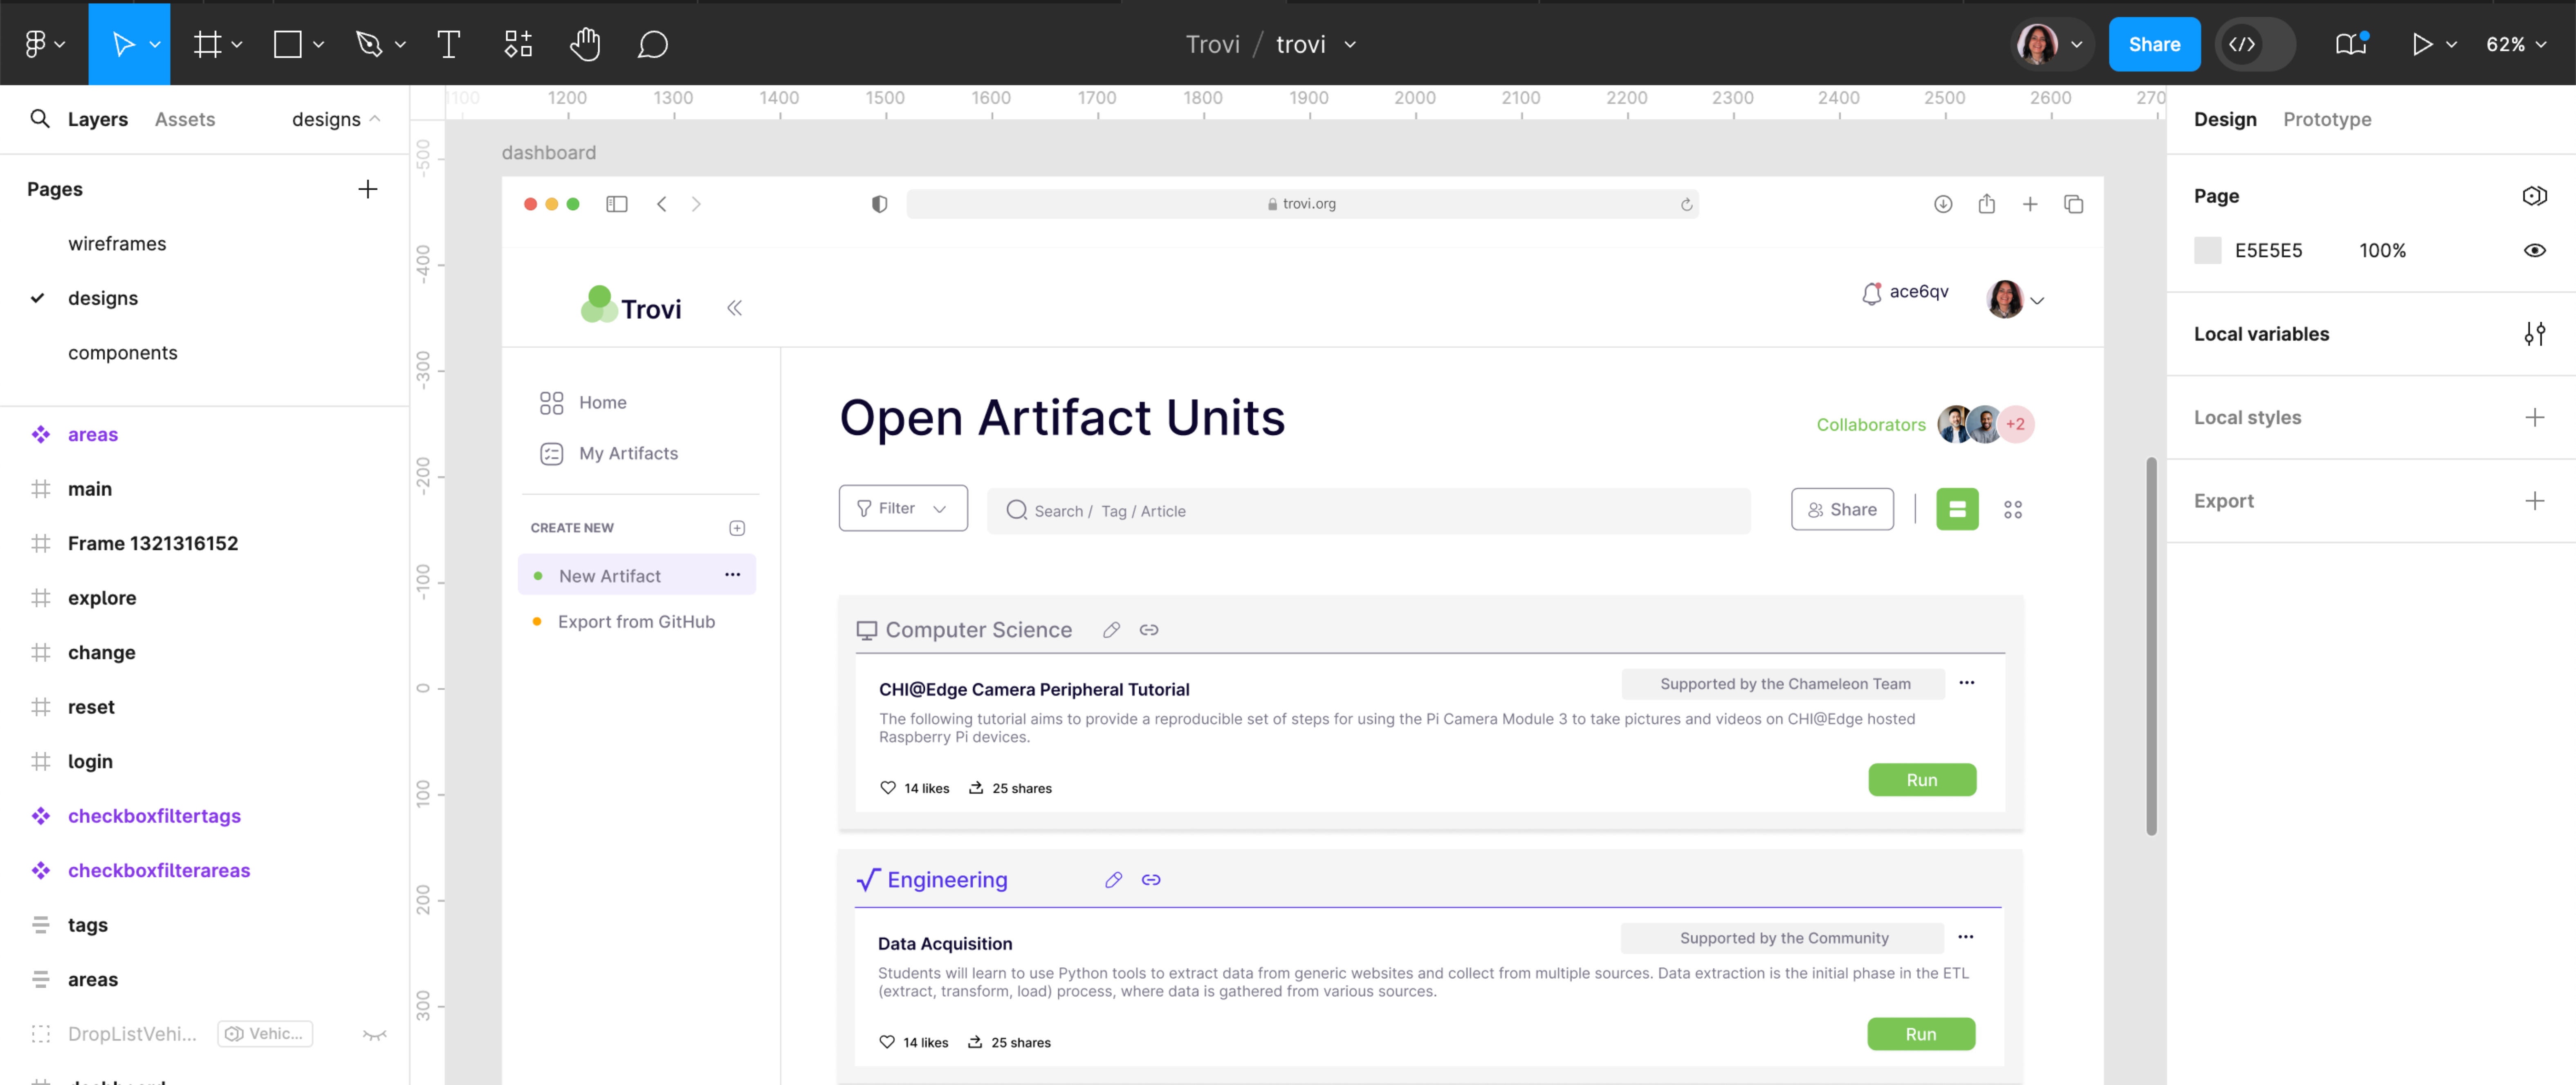 Trovi / trovi
Share
62%
Layers
Assets
designs
Pages
wireframes
designs
components
areas
main
Frame 1321316152
explore
change
reset
login
checkboxfiltertags
checkboxfilterareas
tags
areas
DropListVehi...
Vehic...
1100 1200 1300 1400 1500 1600 1700 1800 1900 2000 2100 2200 2300 2400 2500 2600 270
-500
-400
-300
-200
-100
0
100
200
300
dashboard
trovi.org
Trovi
ace6qv
Home
My Artifacts
CREATE NEW
New Artifact
Export from GitHub
Open Artifact Units
Collaborators
+2
Filter
Search / Tag / Article
Share
Computer Science
CHI@Edge Camera Peripheral Tutorial
Supported by the Chameleon Team
The following tutorial aims to provide a reproducible set of steps for using the Pi Camera Module 3 to take pictures and videos on CHI@Edge hosted
Raspberry Pi devices.
14 likes
25 shares
Run
Engineering
Data Acquisition
Supported by the Community
Students will learn to use Python tools to extract data from generic websites and collect from multiple sources. Data extraction is the initial phase in the ETL
(extract, transform, load) process, where data is gathered from various sources.
14 likes
25 shares
Run
Design
Prototype
Page
E5E5E5
100%
Local variables
Local styles
Export